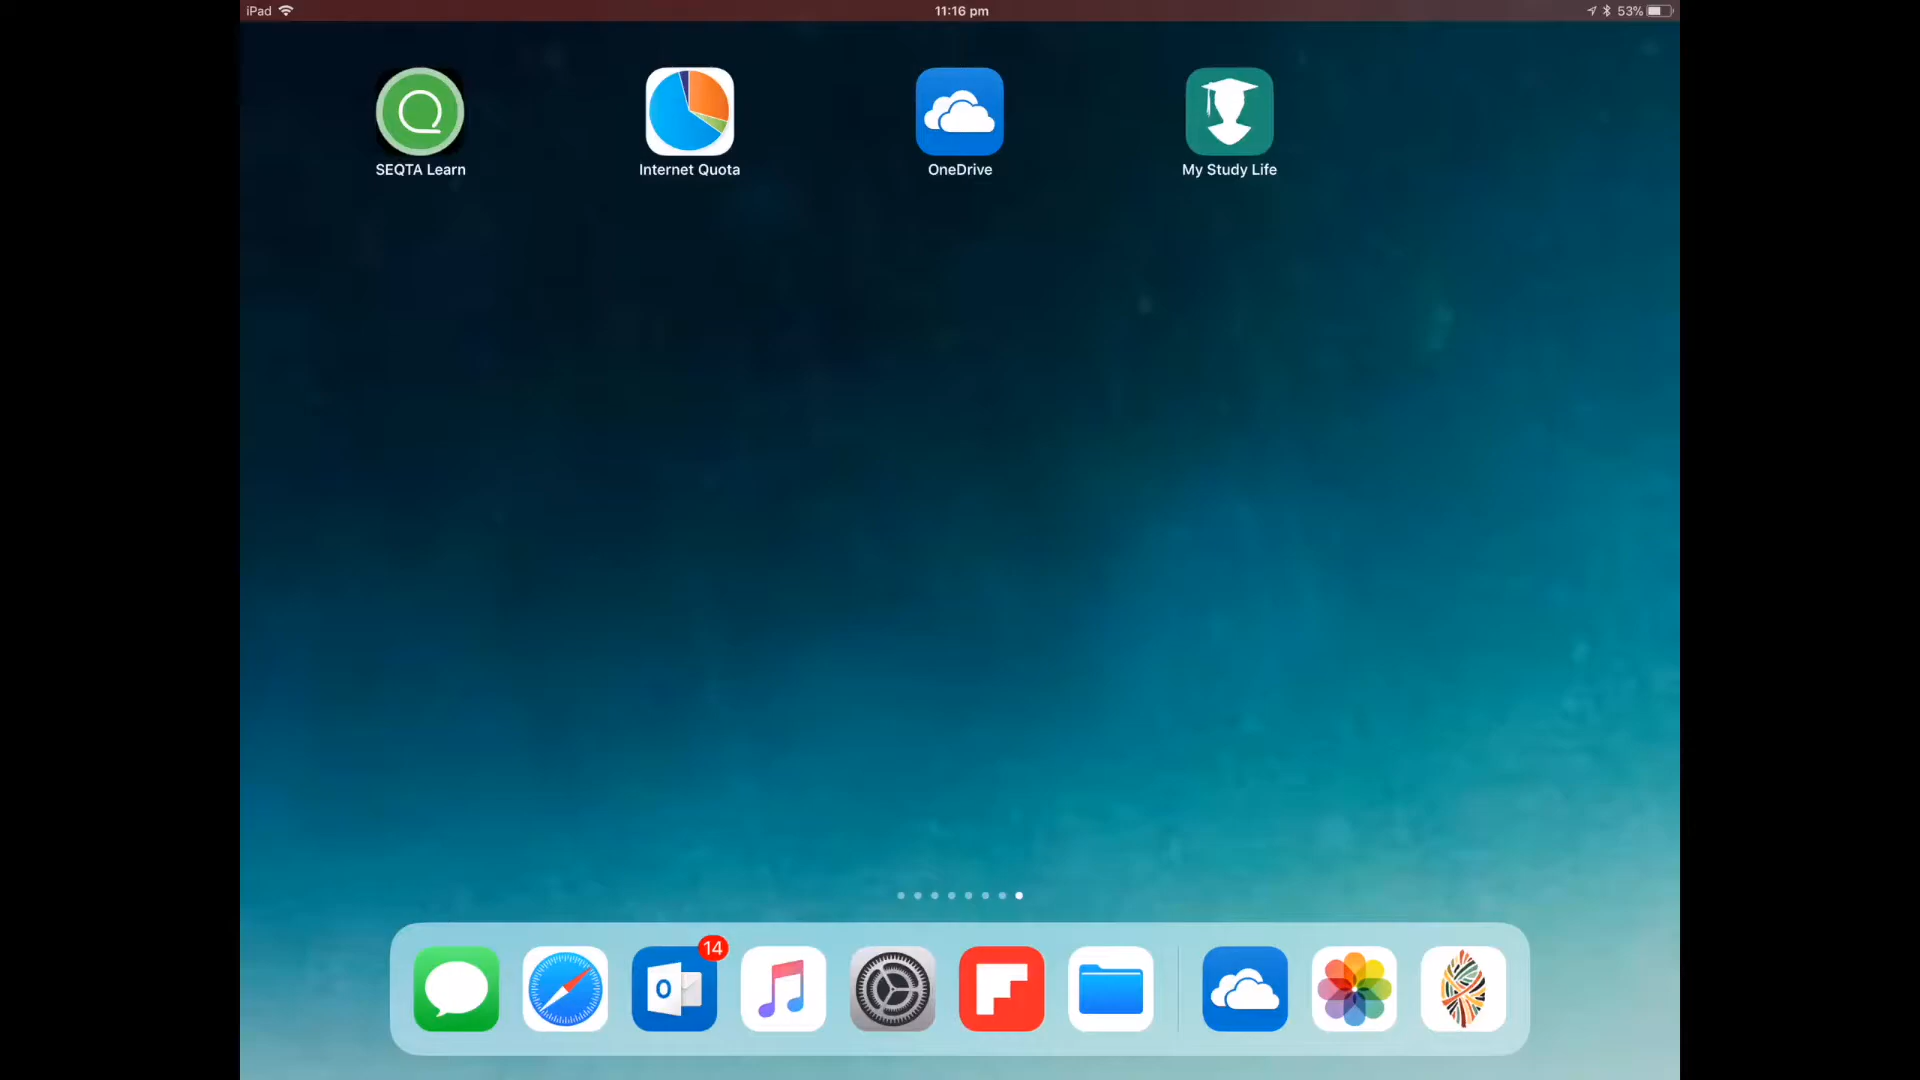 iPad
11:16 pm
53%
SEQTA Learn
Internet Quota
OneDrive
My Study Life
14